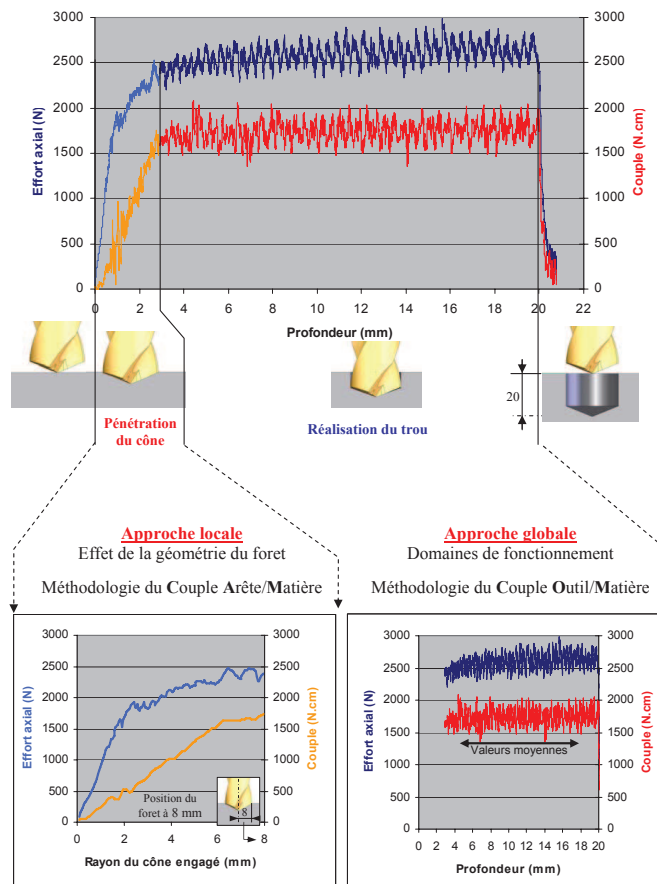 3000
2500
2000
1500
1000
500
0
Effort axial (N)
3000
2500
2000
1500
1000
500
0
Couple (N.cm)
0 2 4 6 8 10 12 14 16 18 20 22
Profondeur (mm)
20
Pénétration
du cône
Réalisation du trou
Approche locale
Effet de la géométrie du foret
Méthodologie du Couple Arête/Matière
Approche globale
Domaines de fonctionnement
Méthodologie du Couple Outil/Matière
3000
2500
2000
1500
1000
500
0
Effort axial (N)
3000
2500
2000
1500
1000
500
0
Couple (N.cm)
Position du
foret à 8 mm
8
0 2 4 6 8
Rayon du cône engagé (mm)
3000
2500
2000
1500
1000
500
0
Effort axial (N)
3000
2500
2000
1500
1000
500
0
Couple (N.cm)
Valeurs moyennes
0 2 4 6 8 10 12 14 16 18 20
Profondeur (mm)